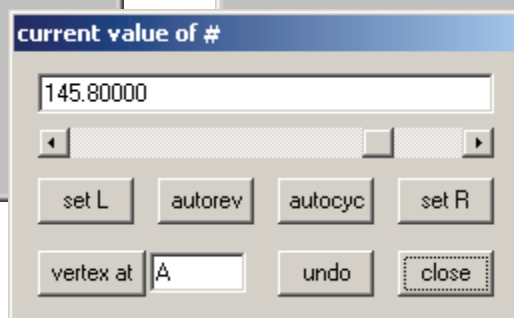 current value of #
145.80000
set L autorev autocyc set R
vertex at A undo close